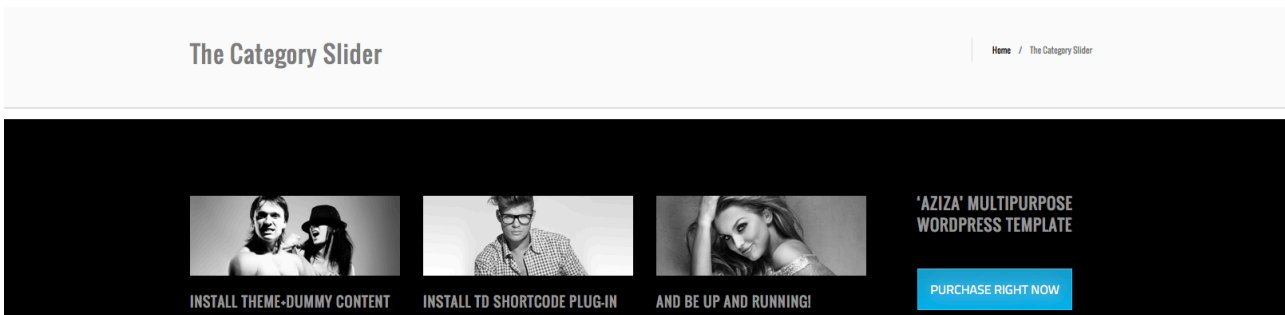 The Category Slider
Home / The Category Slider
‘AZIZA’ MULTIPURPOSE
WORDPRESS TEMPLATE
INSTALL THEME+DUMMY CONTENT
INSTALL TD SHORTCODE PLUG-IN
AND BE UP AND RUNNING!
PURCHASE RIGHT NOW